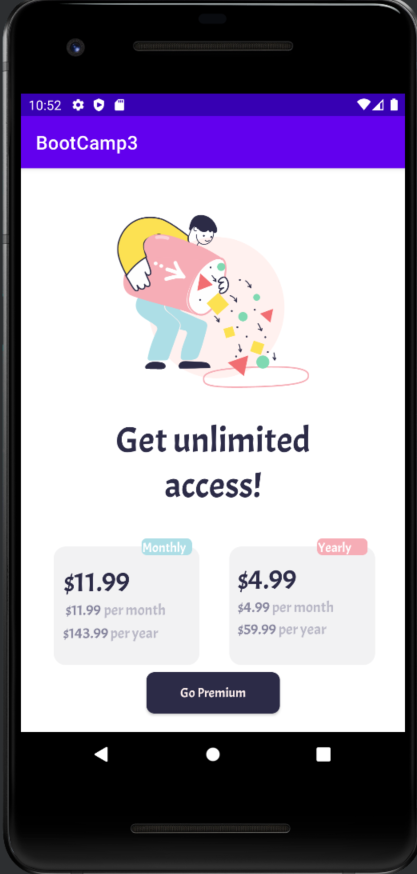 10:52
BootCamp3
Get unlimited
access!
Monthly
$11.99
$11.99 per month
$143.99 per year
Yearly
$4.99
$4.99 per month
$59.99 per year
Go Premium